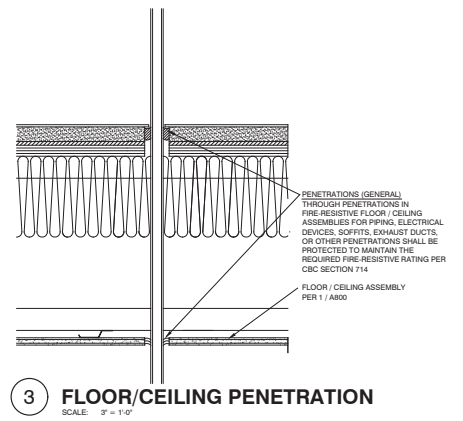 PENETRATIONS (GENERAL)
THROUGH PENETRATIONS IN
FIRE-RESISTIVE FLOOR / CEILING
ASSEMBLIES FOR PIPING, ELECTRICAL
DEVICES, SOFFITS, EXHAUST DUCTS,
OR OTHER PENETRATIONS SHALL BE
PROTECTED TO MAINTAIN THE
REQUIRED FIRE-RESISTIVE RATING PER
CBC SECTION 714
FLOOR / CEILING ASSEMBLY
PER 1 / A800
3 FLOOR/CEILING PENETRATION
SCALE: 3" = 1'-0"